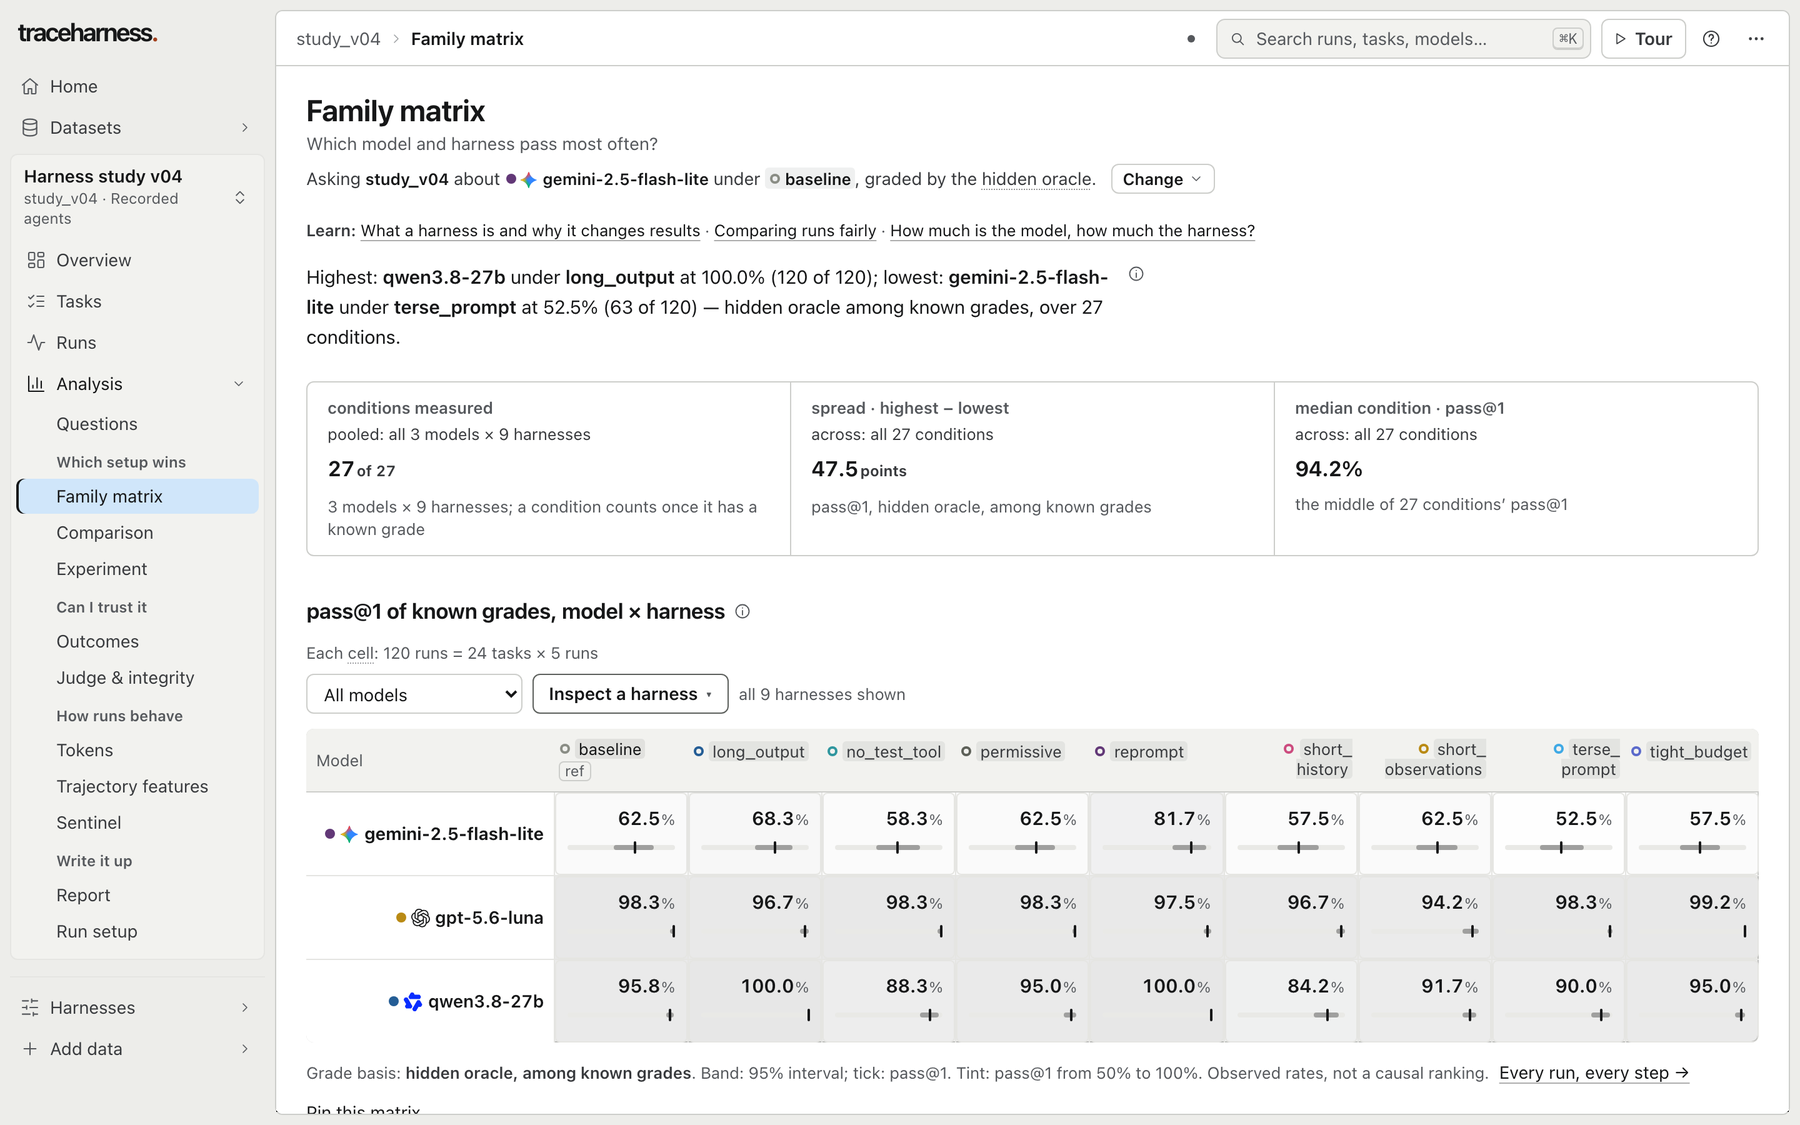 traceharness.
Home
Datasets
Harness study v04
study_v04 · Recorded
agents
Overview
Tasks
Runs
Analysis
Questions
Which setup wins
Family matrix
Comparison
Experiment
Can I trust it
Outcomes
Judge & integrity
How runs behave
Tokens
Trajectory features
Sentinel
Write it up
Report
Run setup
Harnesses
Add data
study_v04 > Family matrix
Search runs, tasks, models... ⌘K
Tour
Family matrix
Which model and harness pass most often?
Asking study_v04 about gemini-2.5-flash-lite under baseline, graded by the hidden oracle. Change
Learn: What a harness is and why it changes results · Comparing runs fairly · How much is the model, how much the harness?
Highest: qwen3.8-27b under long_output at 100.0% (120 of 120); lowest: gemini-2.5-flash-
lite under terse_prompt at 52.5% (63 of 120) — hidden oracle among known grades, over 27
conditions.
conditions measured
pooled: all 3 models × 9 harnesses
27 of 27
3 models × 9 harnesses; a condition counts once it has a
known grade
spread · highest – lowest
across: all 27 conditions
47.5 points
pass@1, hidden oracle, among known grades
median condition · pass@1
across: all 27 conditions
94.2%
the middle of 27 conditions’ pass@1
pass@1 of known grades, model × harness
Each cell: 120 runs = 24 tasks × 5 runs
All models Inspect a harness all 9 harnesses shown
Model baseline ref long_output no_test_tool permissive reprompt short_history short_observations terse_prompt tight_budget
gemini-2.5-flash-lite 62.5% 68.3% 58.3% 62.5% 81.7% 57.5% 62.5% 52.5% 57.5%
gpt-5.6-luna 98.3% 96.7% 98.3% 98.3% 97.5% 96.7% 94.2% 98.3% 99.2%
qwen3.8-27b 95.8% 100.0% 88.3% 95.0% 100.0% 84.2% 91.7% 90.0% 95.0%
Grade basis: hidden oracle, among known grades. Band: 95% interval; tick: pass@1. Tint: pass@1 from 50% to 100%. Observed rates, not a causal ranking. Every run, every step →
Pin this matrix